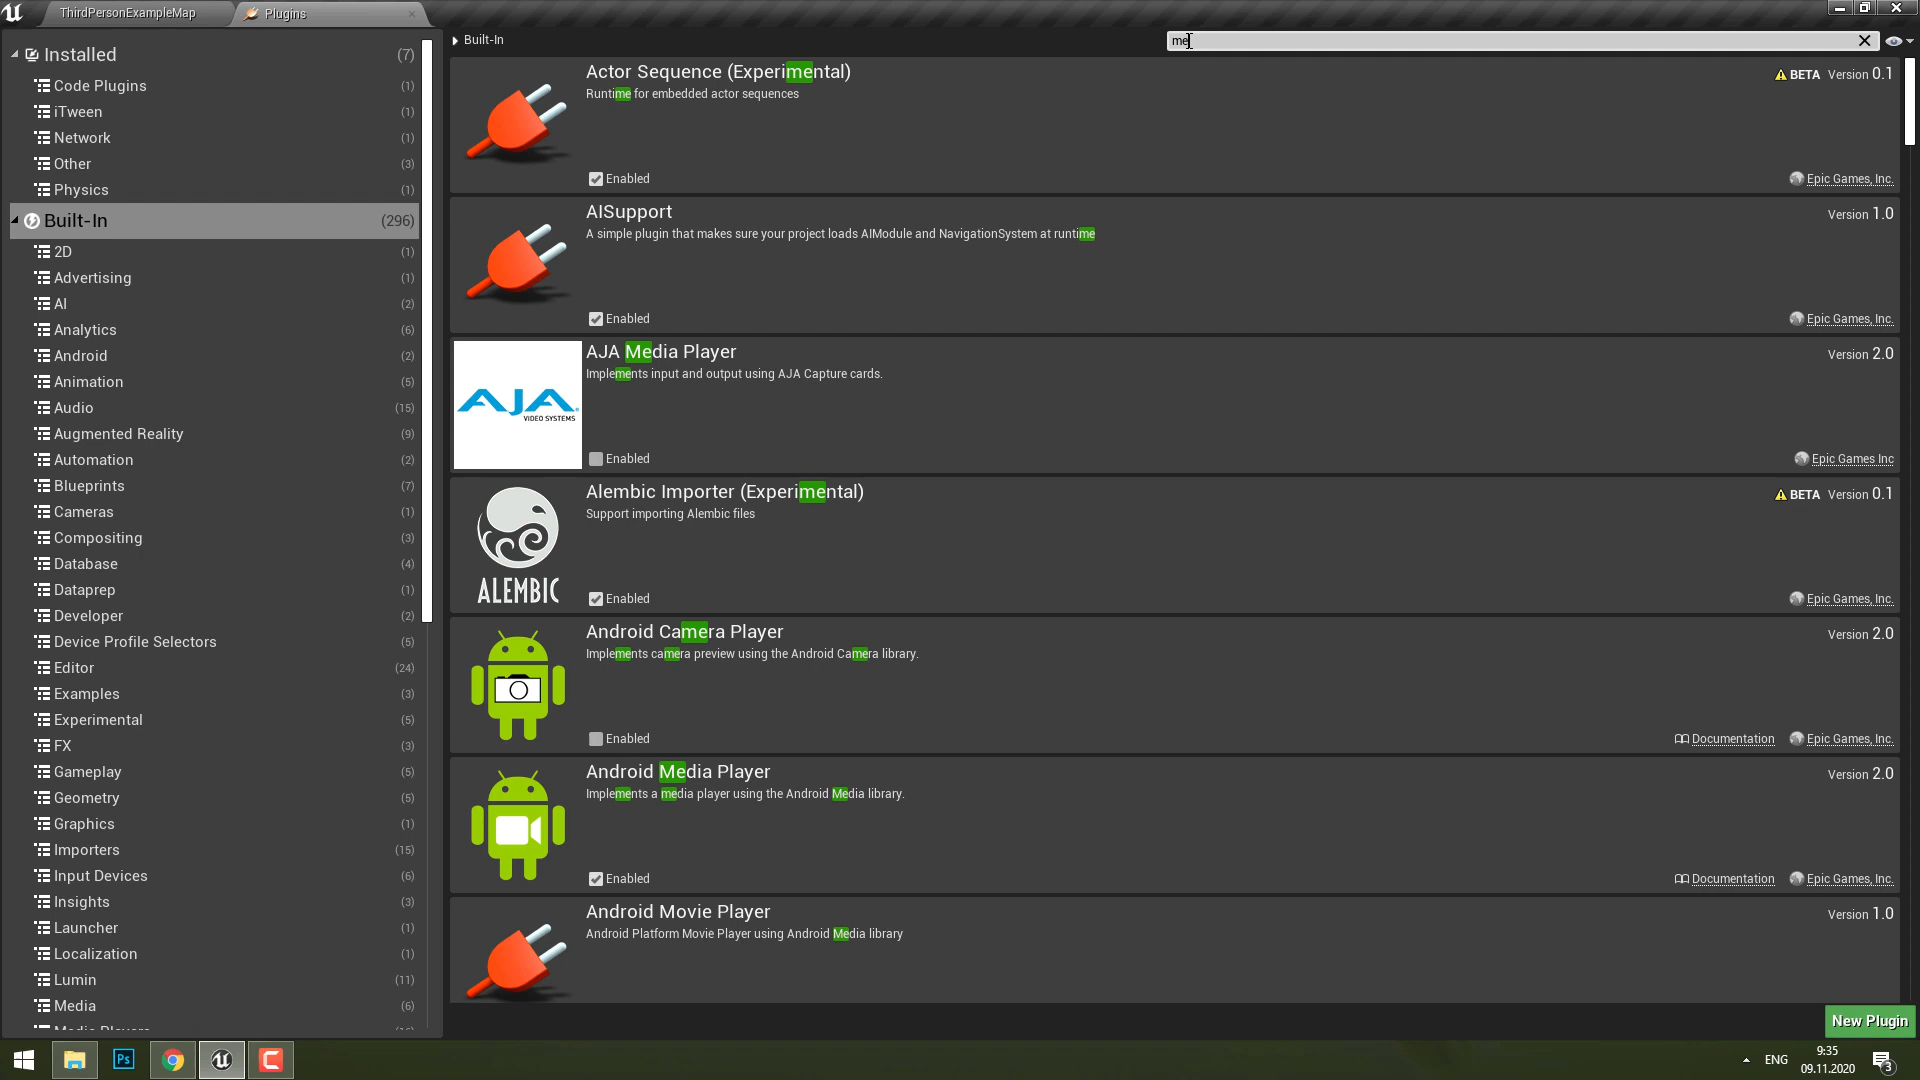 ThirdPersonExampleMap
Plugins
Installed (7)
Code Plugins (1)
iTween (1)
Network (1)
Other (3)
Physics (1)
Built-In (296)
2D (1)
Advertising (1)
AI (2)
Analytics (6)
Android (2)
Animation (5)
Audio (15)
Augmented Reality (9)
Automation (2)
Blueprints (7)
Cameras (1)
Compositing (3)
Database (4)
Dataprep (1)
Developer (2)
Device Profile Selectors (5)
Editor (24)
Examples (3)
Experimental (5)
FX (3)
Gameplay (5)
Geometry (5)
Graphics (1)
Importers (15)
Input Devices (6)
Insights (3)
Launcher (1)
Localization (1)
Lumin (11)
Media (6)
Built-In
me
Actor Sequence (Experimental)
BETA Version 0.1
Runtime for embedded actor sequences
Enabled
Epic Games, Inc.
AISupport
Version 1.0
A simple plugin that makes sure your project loads AIModule and NavigationSystem at runtime
Enabled
Epic Games, Inc.
AJA Media Player
Version 2.0
Implements input and output using AJA Capture cards.
AJA
VIDEO SYSTEMS
Enabled
Epic Games Inc
Alembic Importer (Experimental)
BETA Version 0.1
Support importing Alembic files
ALEMBIC
Enabled
Epic Games, Inc.
Android Camera Player
Version 2.0
Implements camera preview using the Android Camera library.
Enabled
Documentation
Epic Games, Inc.
Android Media Player
Version 2.0
Implements a media player using the Android Media library.
Enabled
Documentation
Epic Games, Inc.
Android Movie Player
Version 1.0
Android Platform Movie Player using Android Media library
New Plugin
Ps
ENG
9:35
09.11.2020
3